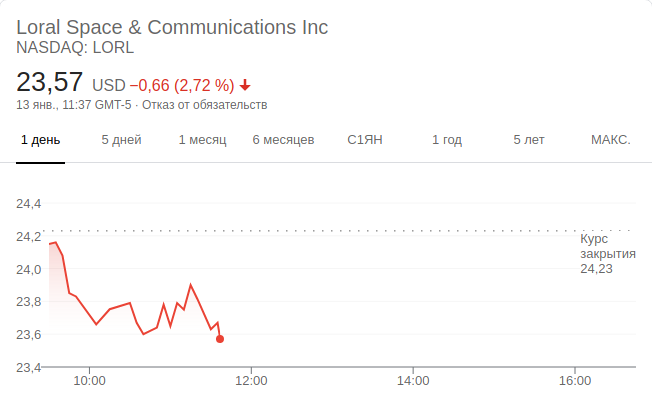 Loral Space & Communications Inc
NASDAQ: LORL
23,57 USD −0,66 (2,72 %)
13 янв., 11:37 GMT-5 · Отказ от обязательств
1 день 5 дней 1 месяц 6 месяцев С1ЯН 1 год 5 лет МАКС.
24,4
24,2
24,0
23,8
23,6
23,4
Курс
закрытия
24,23
10:00 12:00 14:00 16:00